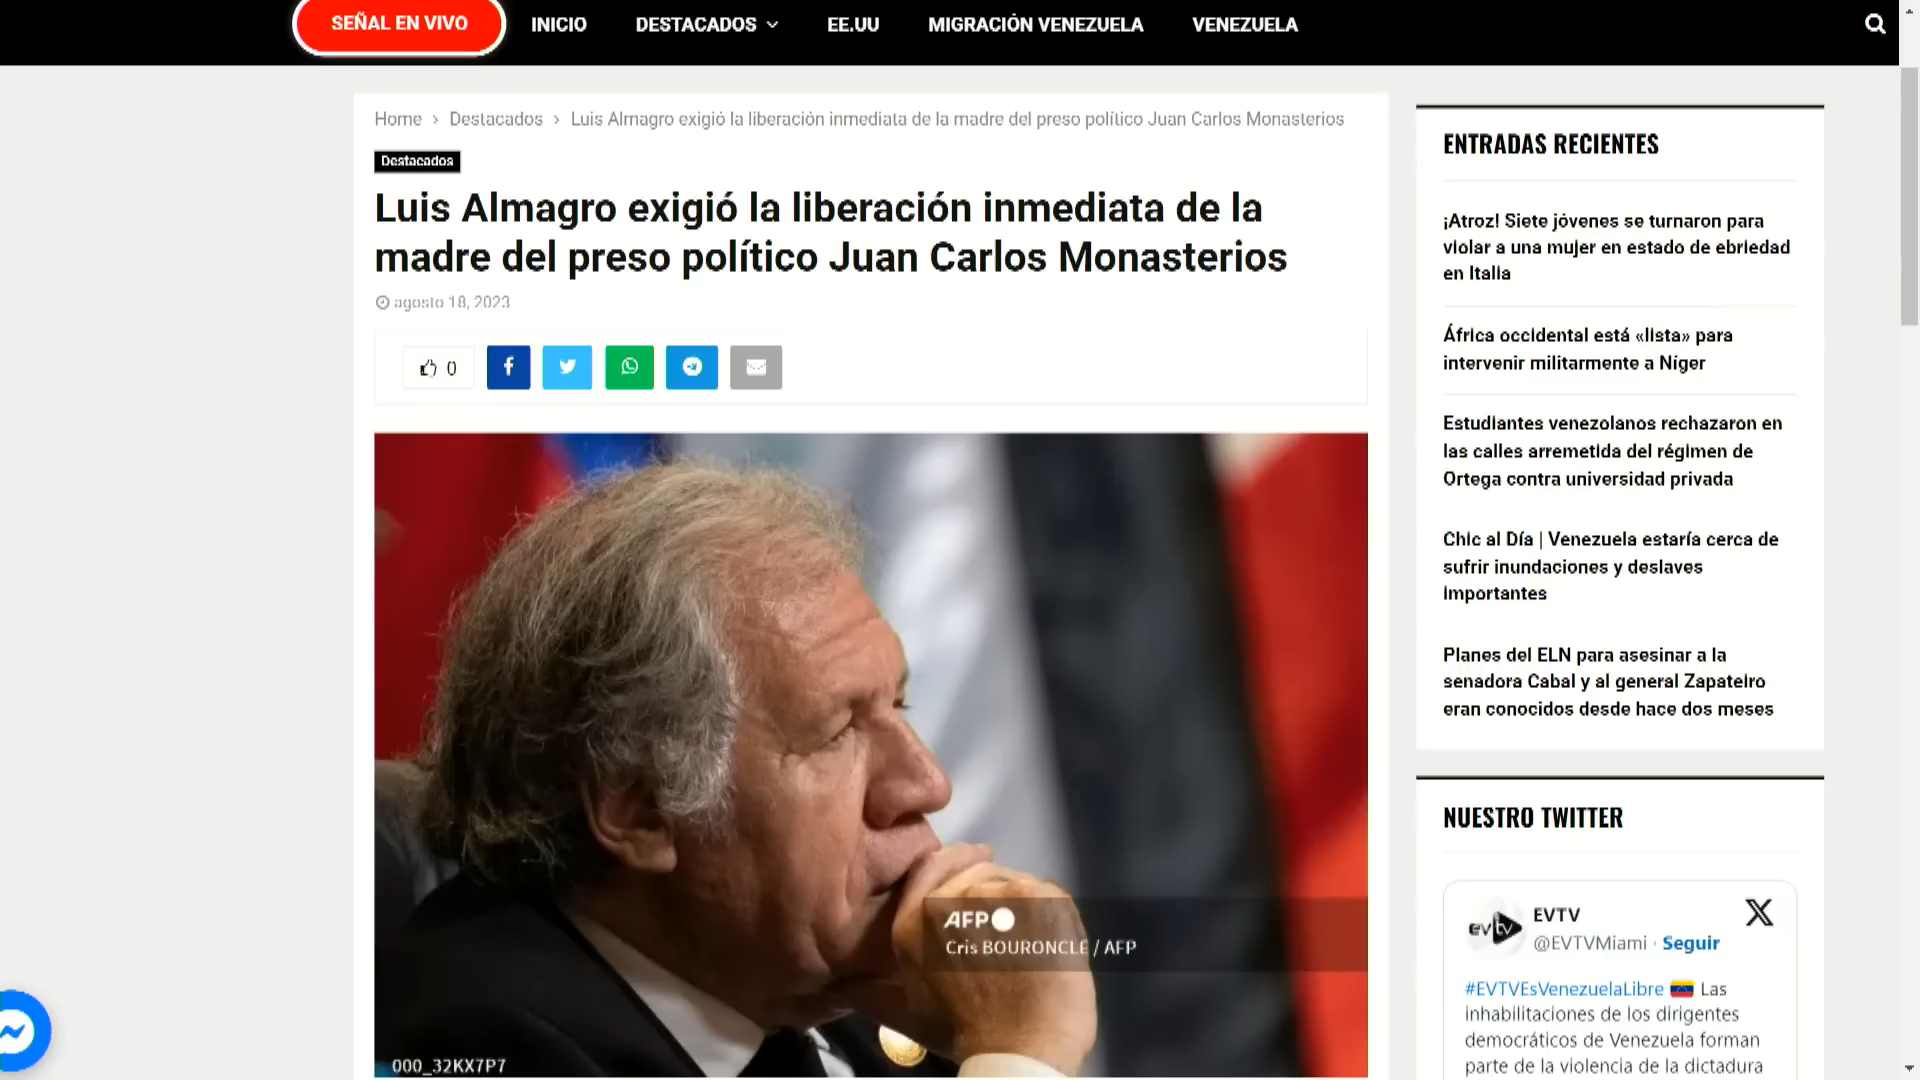 SEÑAL EN VIVO
INICIO
DESTACADOS
EE.UU
MIGRACIÓN VENEZUELA
VENEZUELA
Home › Destacados › Luis Almagro exigió la liberación inmediata de la madre del preso político Juan Carlos Monasterios
Destacados
Luis Almagro exigió la liberación inmediata de la
madre del preso político Juan Carlos Monasterios
agosto 18, 2023
0
AFP
Cris BOURONCLE / AFP
000_32KX7P7
ENTRADAS RECIENTES
¡Atroz! Siete jóvenes se turnaron para
violar a una mujer en estado de ebriedad
en Italia
África occidental está «lista» para
intervenir militarmente a Níger
Estudiantes venezolanos rechazaron en
las calles arremetida del régimen de
Ortega contra universidad privada
Chic al Día | Venezuela estaría cerca de
sufrir inundaciones y deslaves
importantes
Planes del ELN para asesinar a la
senadora Cabal y al general Zapateiro
eran conocidos desde hace dos meses
NUESTRO TWITTER
evtv
EVTV
@EVTVMiami · Seguir
#EVTVEsVenezuelaLibre 🇻🇪 Las
inhabilitaciones de los dirigentes
democráticos de Venezuela forman
parte de la violencia de la dictadura